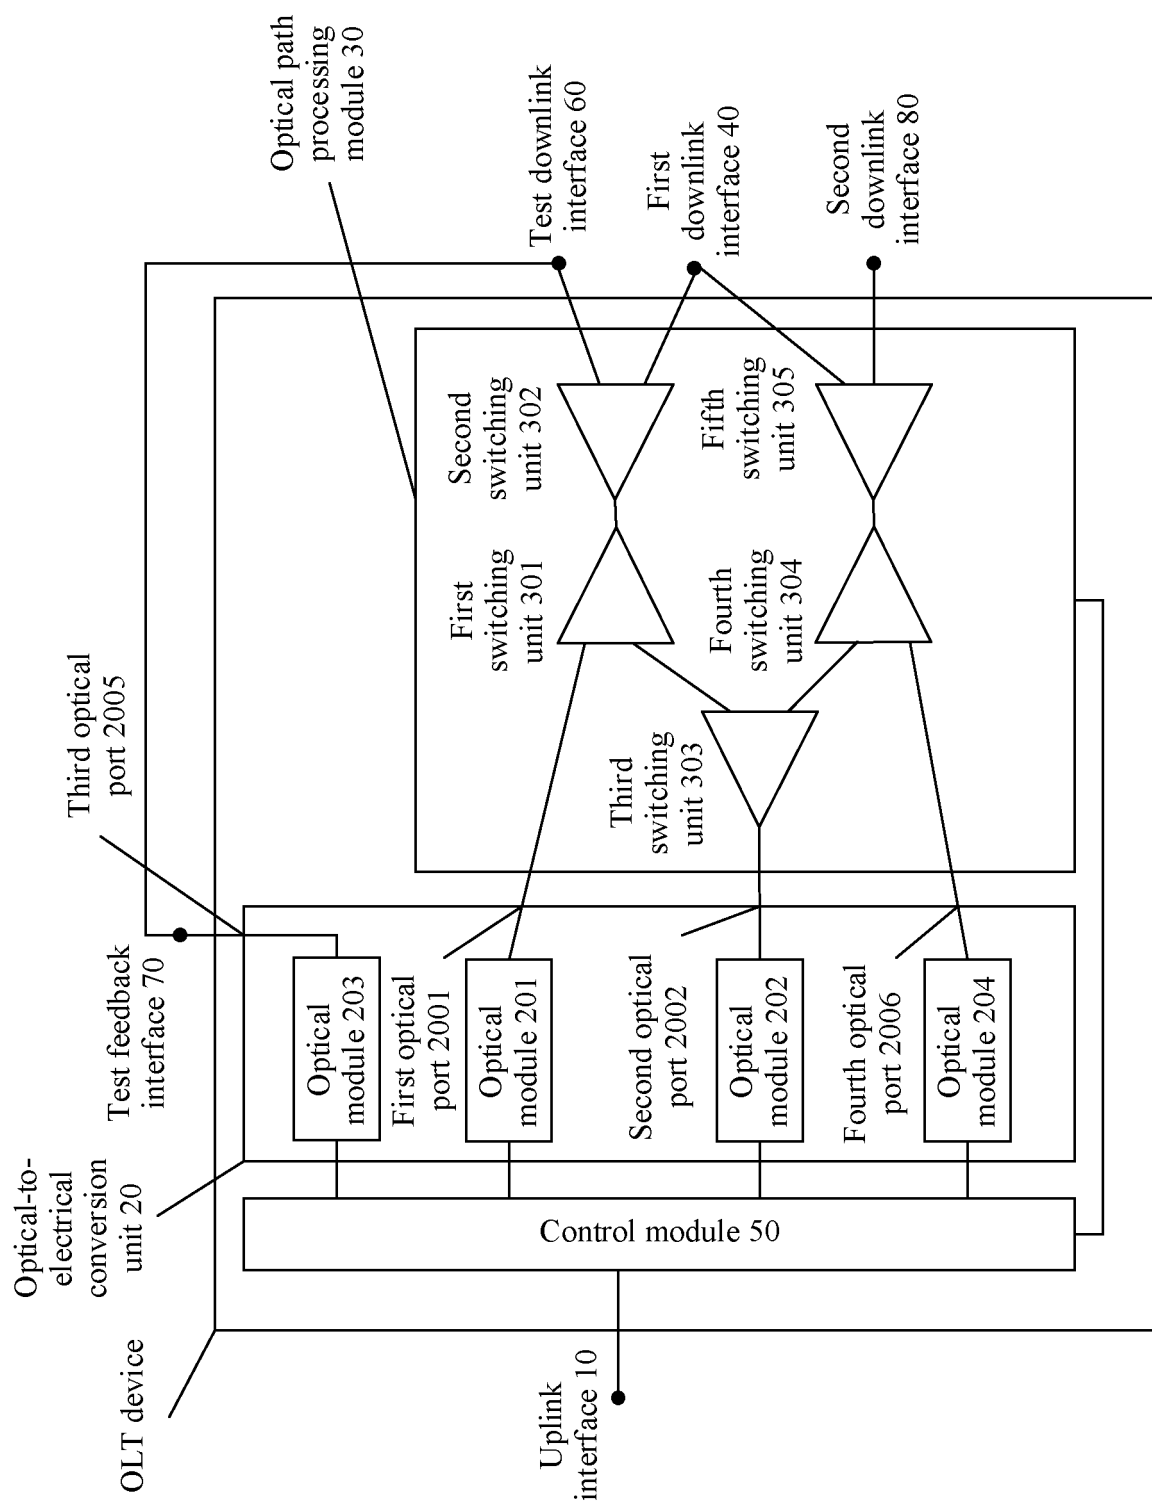 OLT device
Optical-to-
electrical
conversion
unit 20
Third optical
port 2005
Test feedback
interface 70
Optical path
processing
module 30
Optical
module 203
First optical
port 2001
Optical
module 201
Second optical
port 2002
Optical
module 202
Fourth optical
port 2006
Optical
module 204
Control module 50
Uplink
interface 10
First
switching
unit 301
Second
switching
unit 302
Third
switching
unit 303
Fourth
switching
unit 304
Fifth
switching
unit 305
Test downlink
interface 60
First
downlink
interface 40
Second
downlink
interface 80